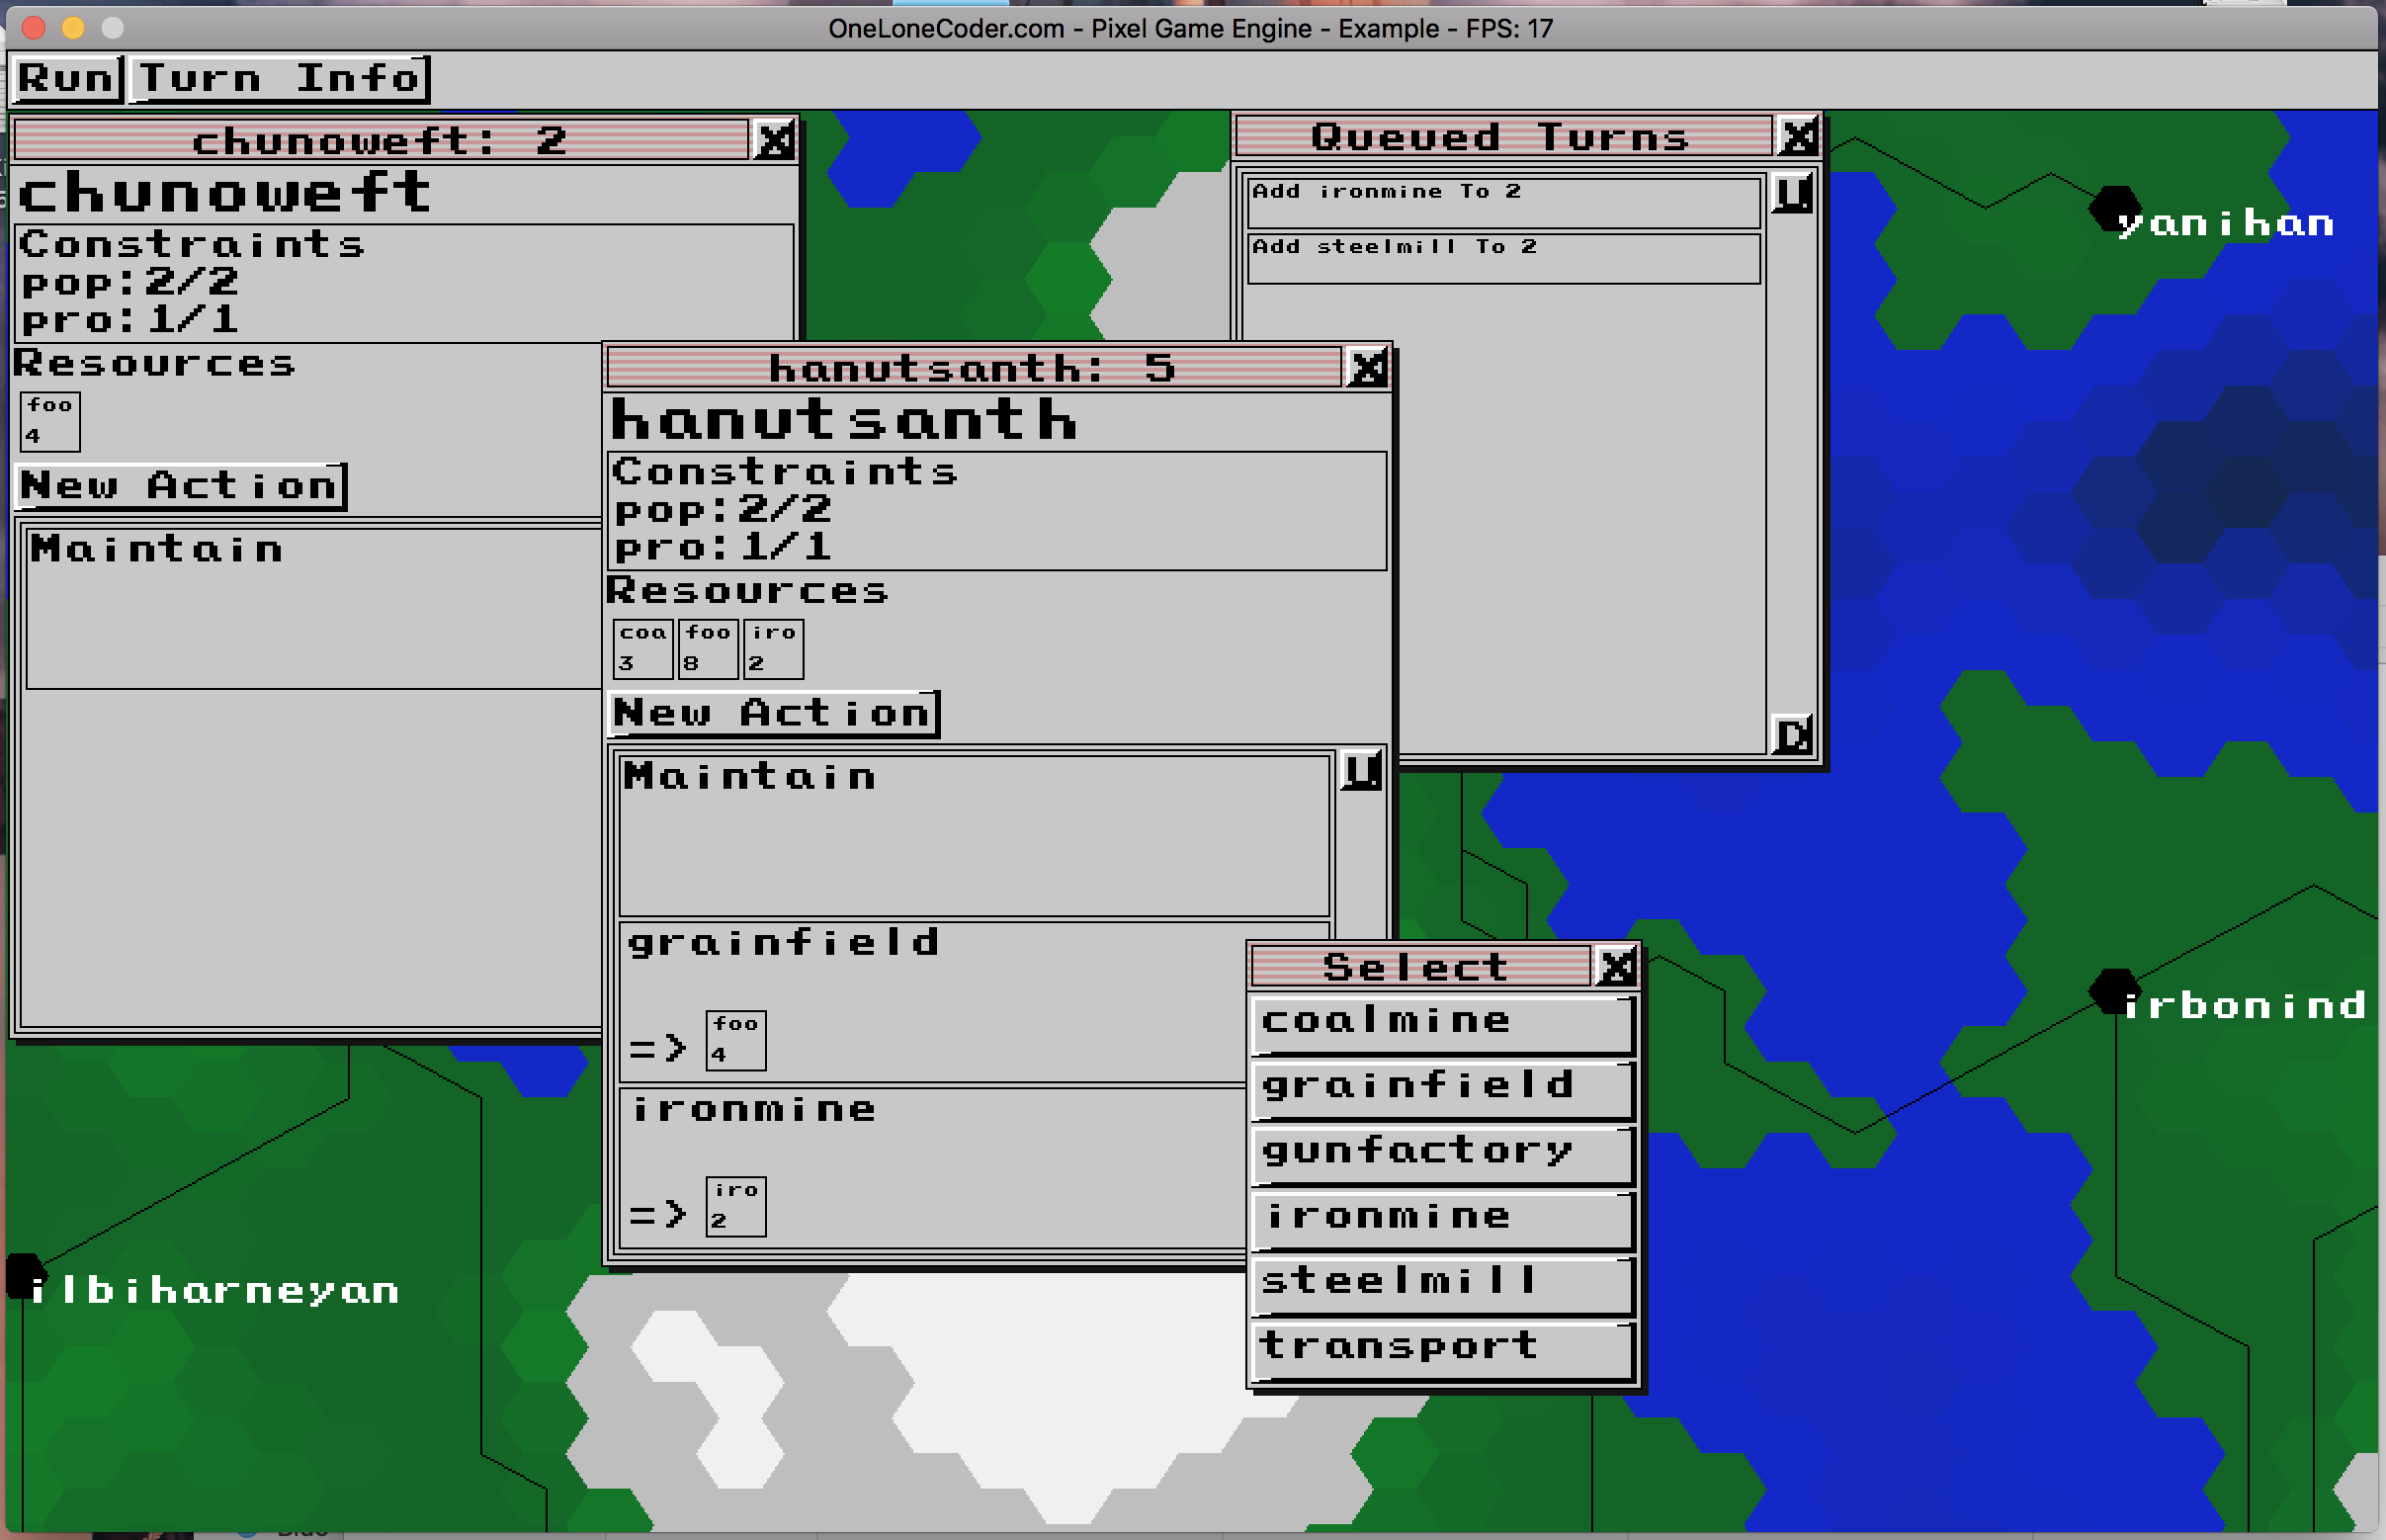 OneLoneCoder.com - Pixel Game Engine - Example - FPS: 17
Run Turn Info
chunoweft: 2 X
chunoweft
Constraints
pop:2/2
pro:1/1
Resources
foo
4
New Action
Maintain
Queued Turns X
Add ironmine To 2
Add steelmill To 2
U
D
hanutsanth: 5 X
hanutsanth
Constraints
pop:2/2
pro:1/1
Resources
coa foo iro
3 8 2
New Action
Maintain
U
grainfield
=> foo
4
ironmine
=> iro
2
Select X
coalmine
grainfield
gunfactory
ironmine
steelmill
transport
yanihan
irbonind
ilbiharneyan